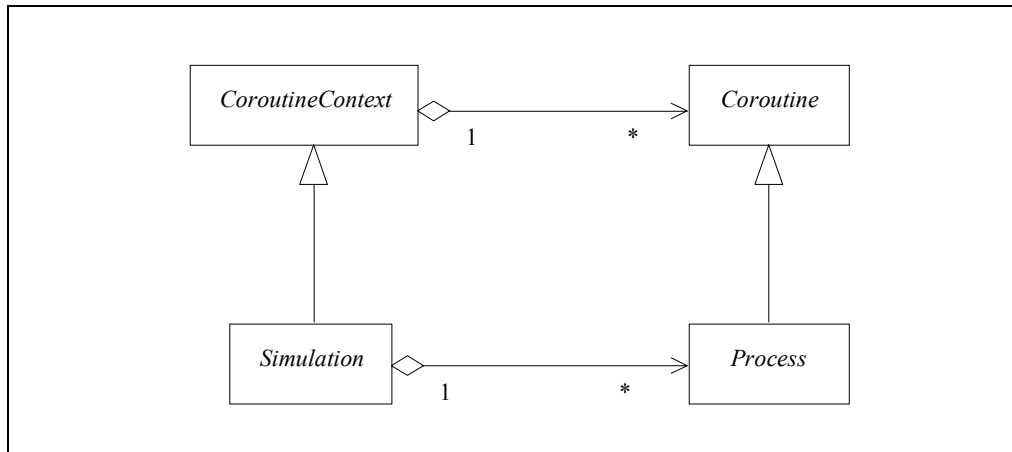 CoroutineContext
Coroutine
1
*
Simulation
Process
1
*